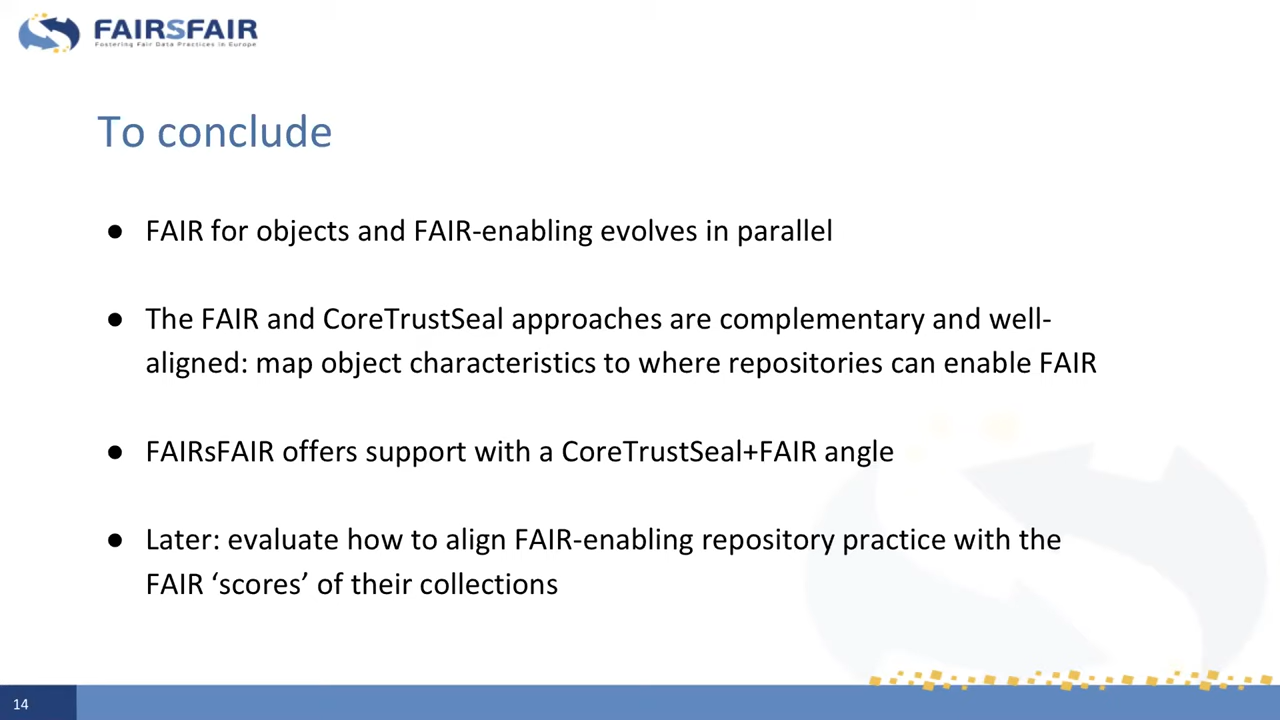 FAIRSFAIR
Fostering Fair Data Practices in Europe
To conclude
● FAIR for objects and FAIR-enabling evolves in parallel
● The FAIR and CoreTrustSeal approaches are complementary and well-
aligned: map object characteristics to where repositories can enable FAIR
● FAIRsFAIR offers support with a CoreTrustSeal+FAIR angle
● Later: evaluate how to align FAIR-enabling repository practice with the
FAIR ‘scores’ of their collections
14